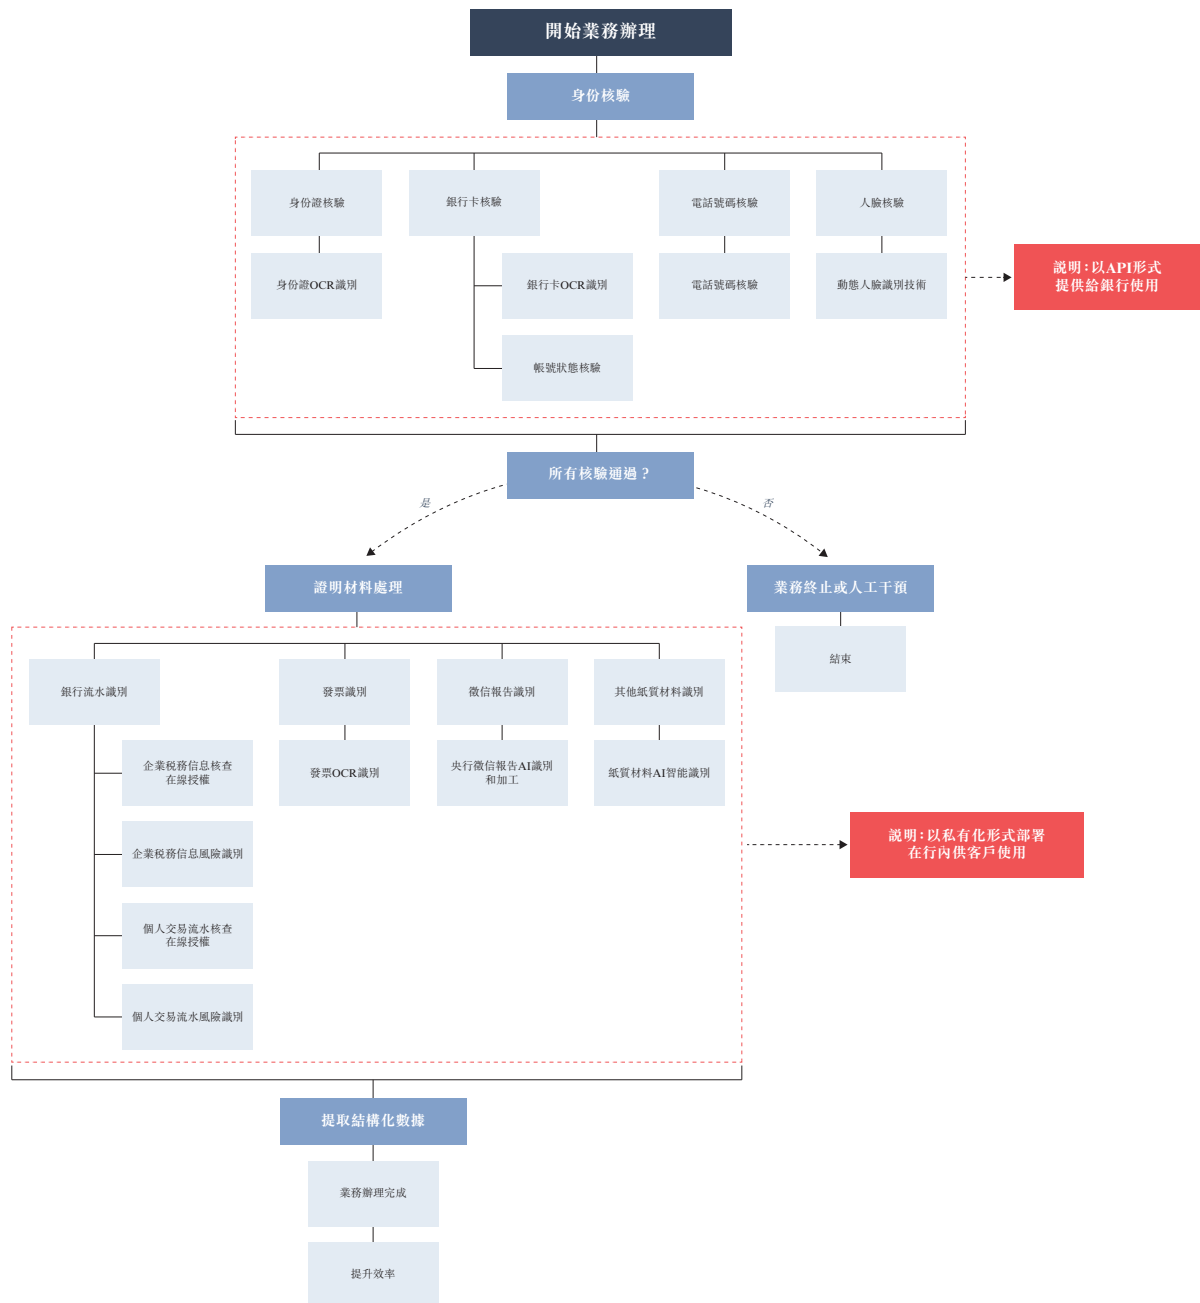 開始業務辦理
身份核驗
身份證核驗
銀行卡核驗
電話號碼核驗
人臉核驗
身份證OCR識別
銀行卡OCR識別
電話號碼核驗
動態人臉識別技術
説明：以API形式
提供給銀行使用
帳號狀態核驗
所有核驗通過？
是
否
證明材料處理
業務終止或人工干預
結束
銀行流水識別
發票識別
徵信報告識別
其他紙質材料識別
企業税務信息核查
在線授權
發票OCR識別
央行徵信報告AI識別
和加工
紙質材料AI智能識別
企業税務信息風險識別
説明：以私有化形式部署
在行內供客戶使用
個人交易流水核查
在線授權
個人交易流水風險識別
提取結構化數據
業務辦理完成
提升效率